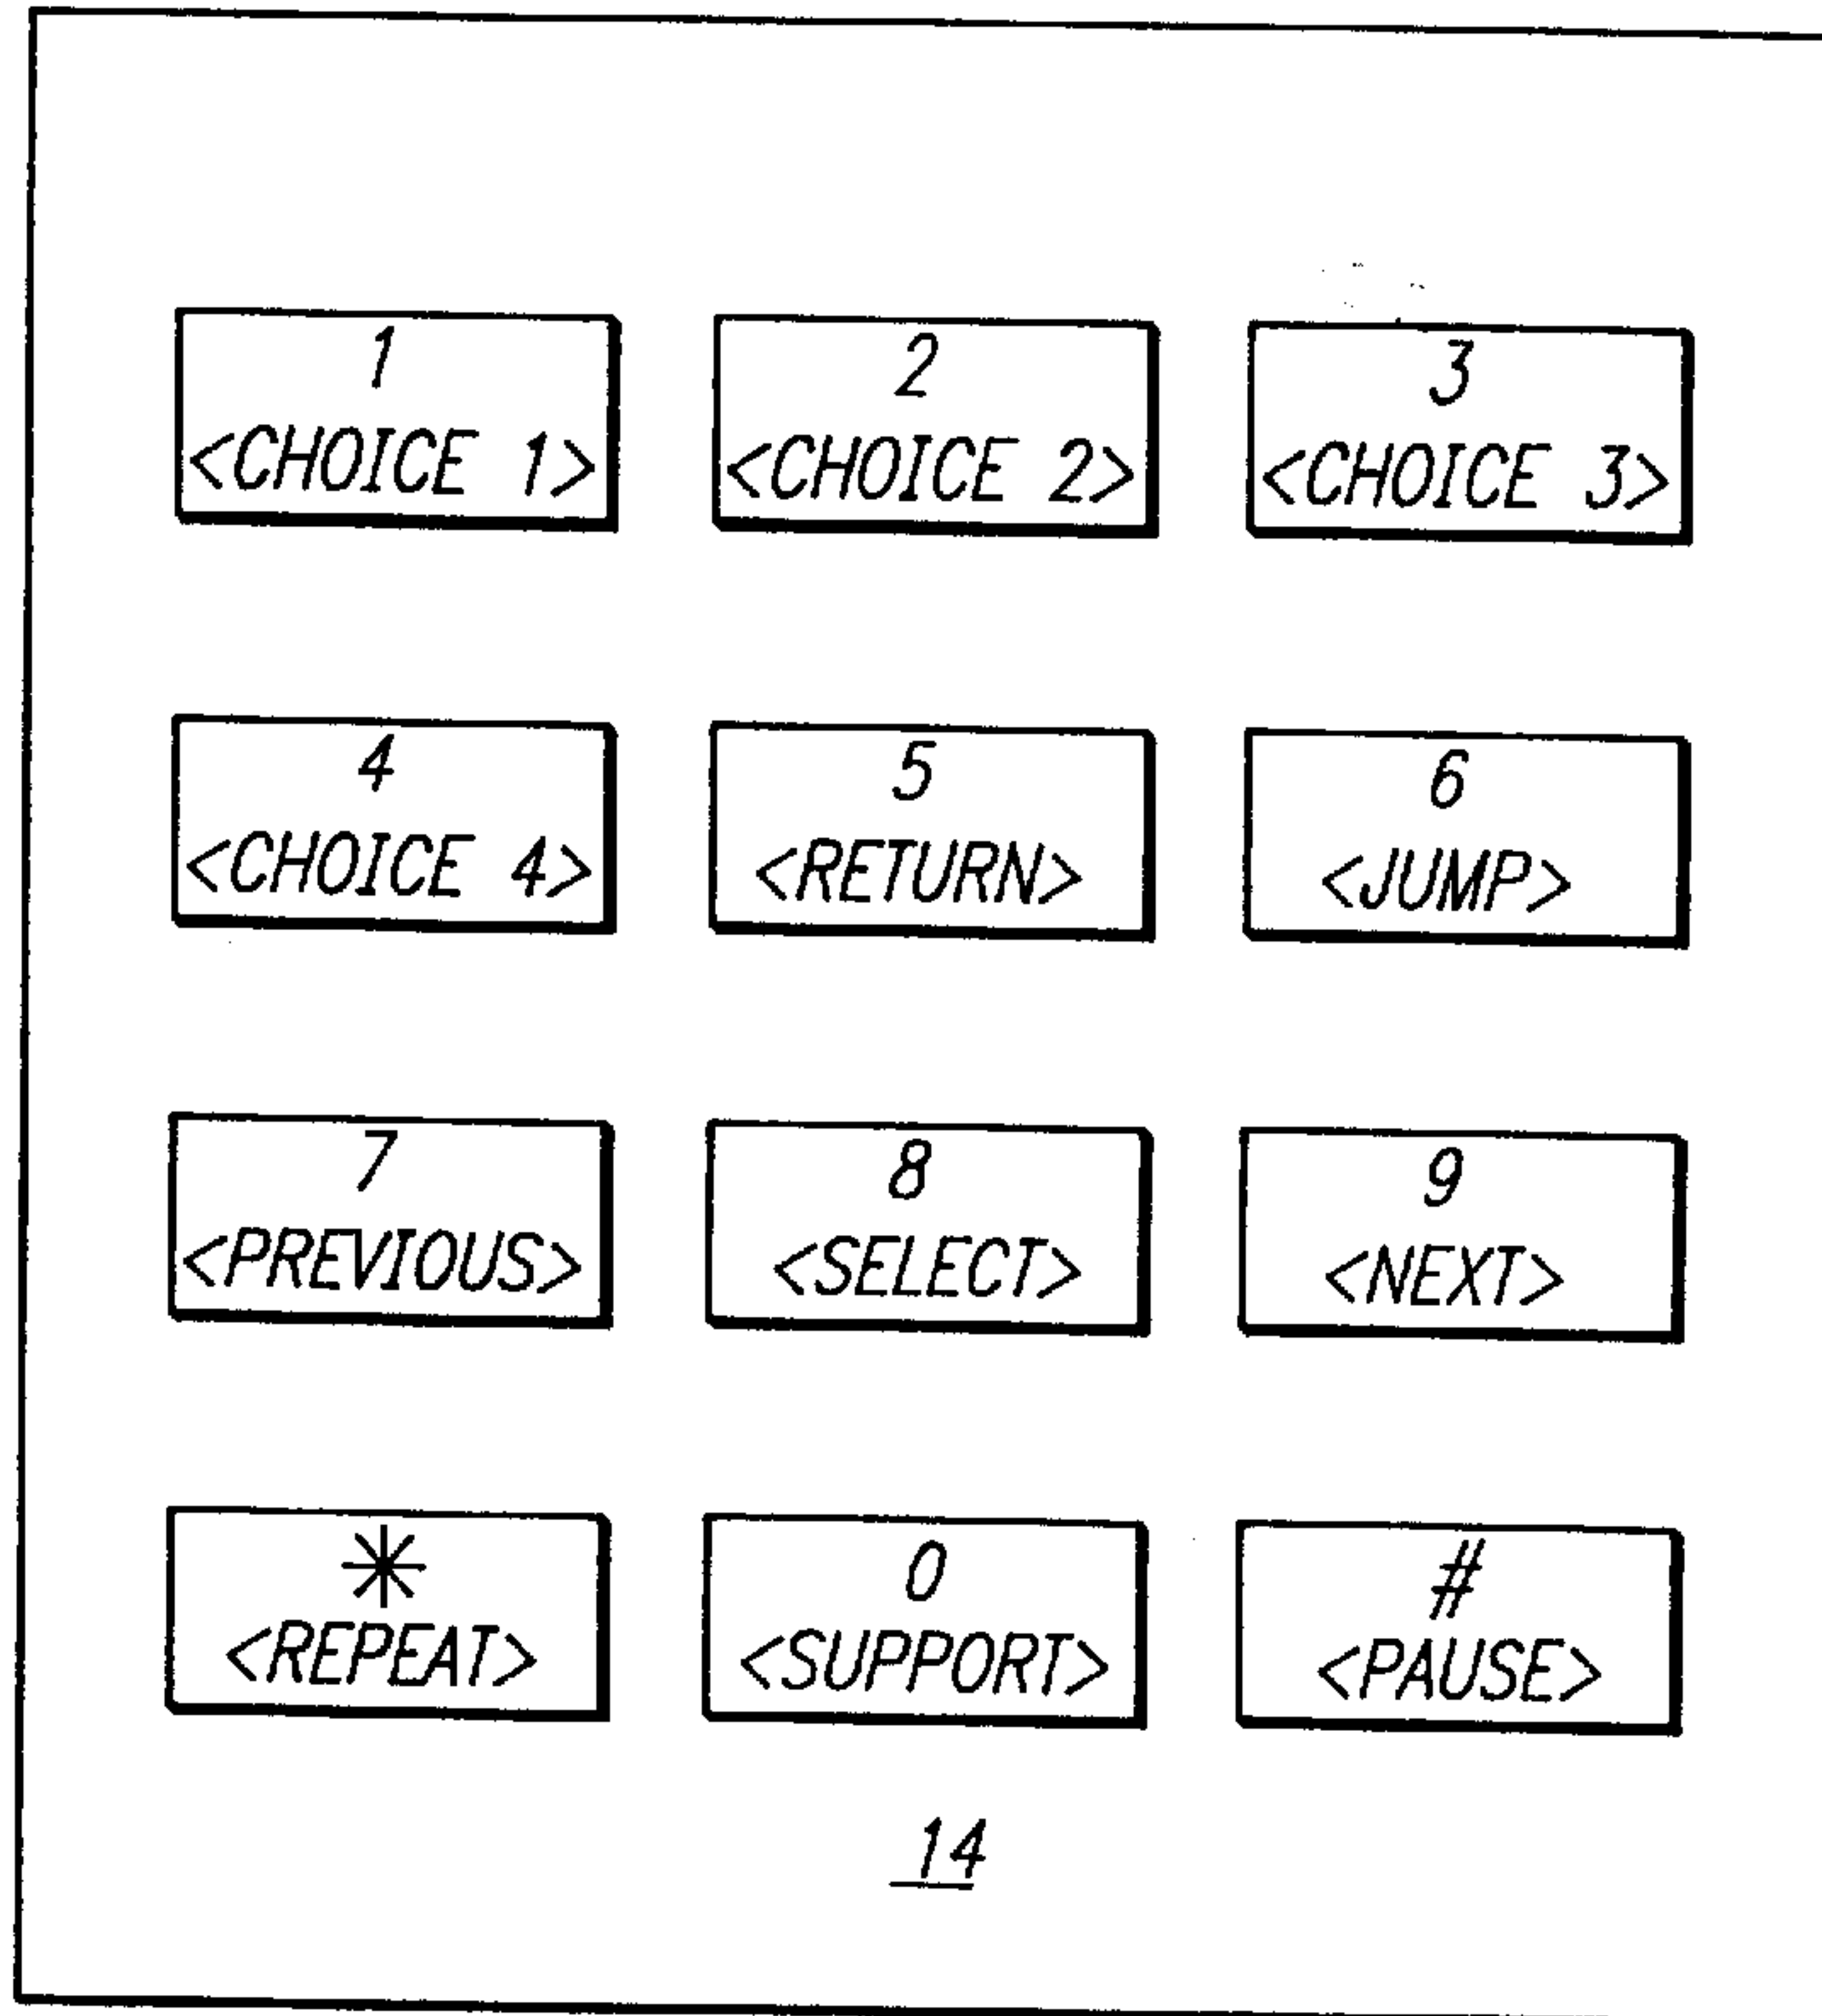 1
<CHOICE 1>
2
<CHOICE 2>
3
<CHOICE 3>
4
<CHOICE 4>
5
<RETURN>
6
<JUMP>
7
<PREVIOUS>
8
<SELECT>
9
<NEXT>
*
<REPEAT>
0
<SUPPORT>
#
<PAUSE>
14